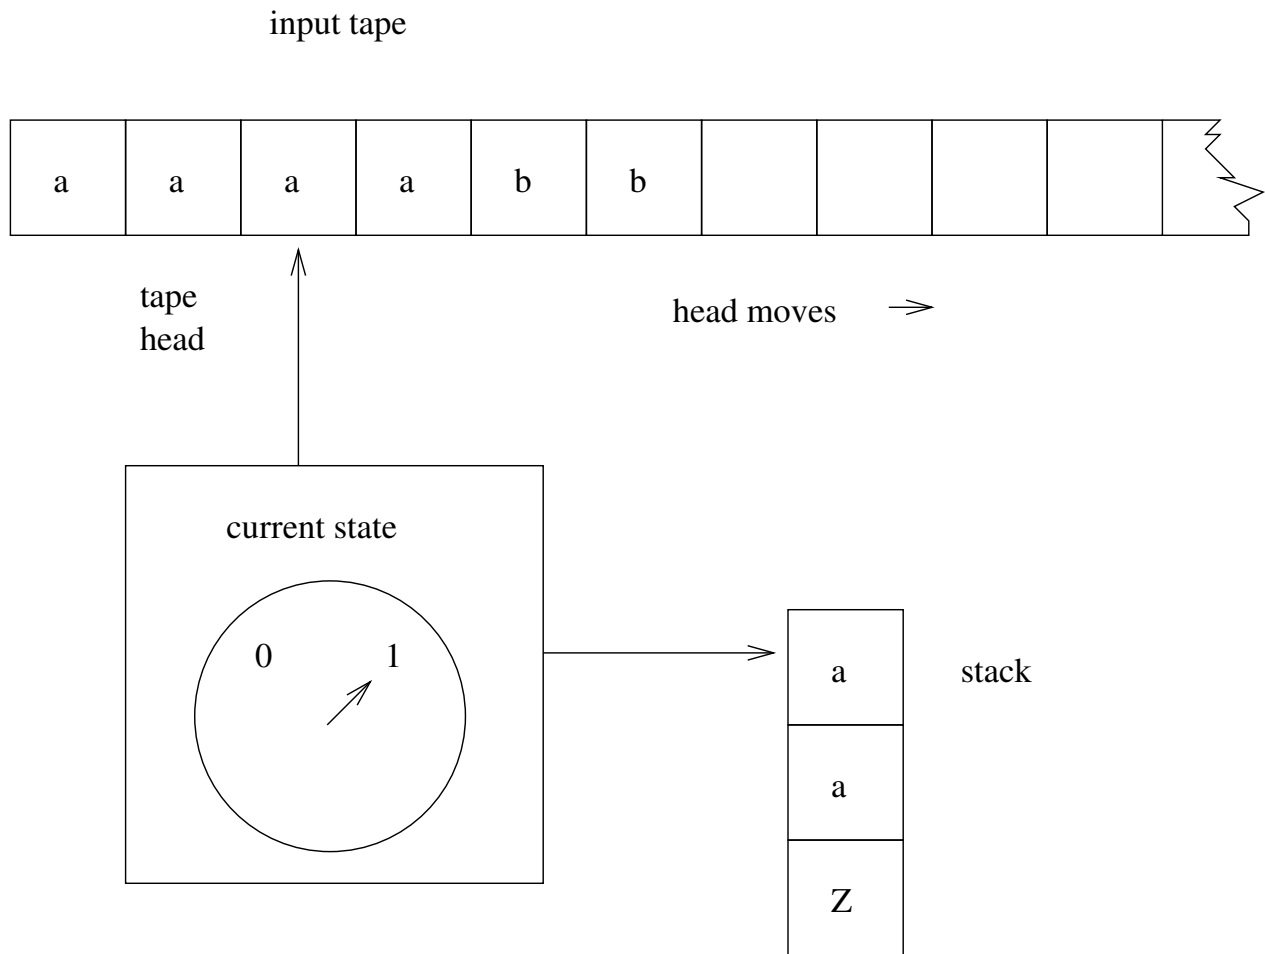 input tape
a a a a b b
tape
head
head moves
current state
0 1
a
stack
a
Z